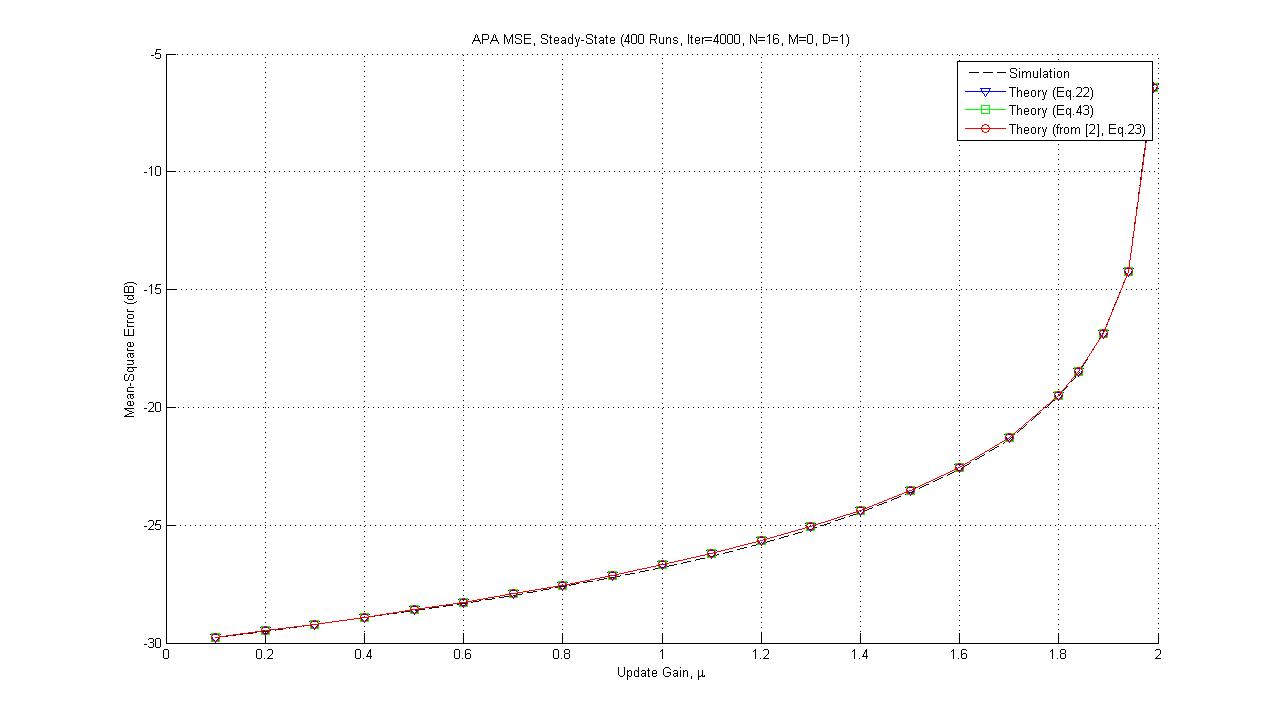 APA MSE, Steady-State (400 Runs, Iter=4000, N=16, M=0, D=1)
Simulation
Theory (Eq.22)
Theory (Eq.43)
Theory (from [2], Eq.23)
Mean-Square Error (dB)
-5
-10
-15
-20
-25
-30
0 0.2 0.4 0.6 0.8 1 1.2 1.4 1.6 1.8 2
Update Gain, μ